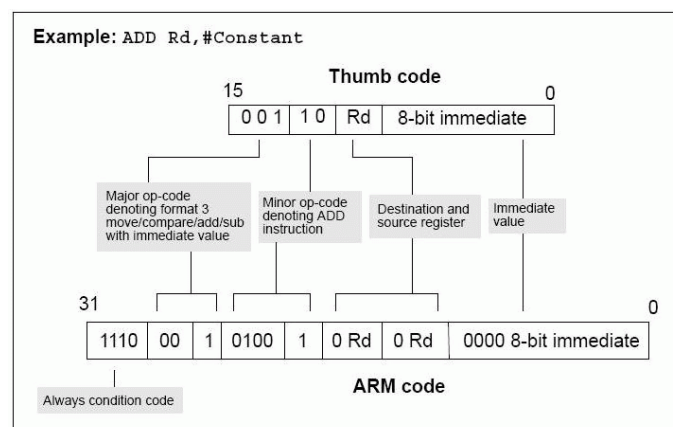 Example: ADD Rd,#Constant
Thumb code
15 0
0 0 1 1 0 Rd 8-bit immediate
Major op-code
denoting format 3
move/compare/add/sub
with immediate value
Minor op-code
denoting ADD
instruction
Destination and
source register
Immediate
value
31 0
1110 00 1 0100 1 0 Rd 0 Rd 0000 8-bit immediate
Always condition code
ARM code